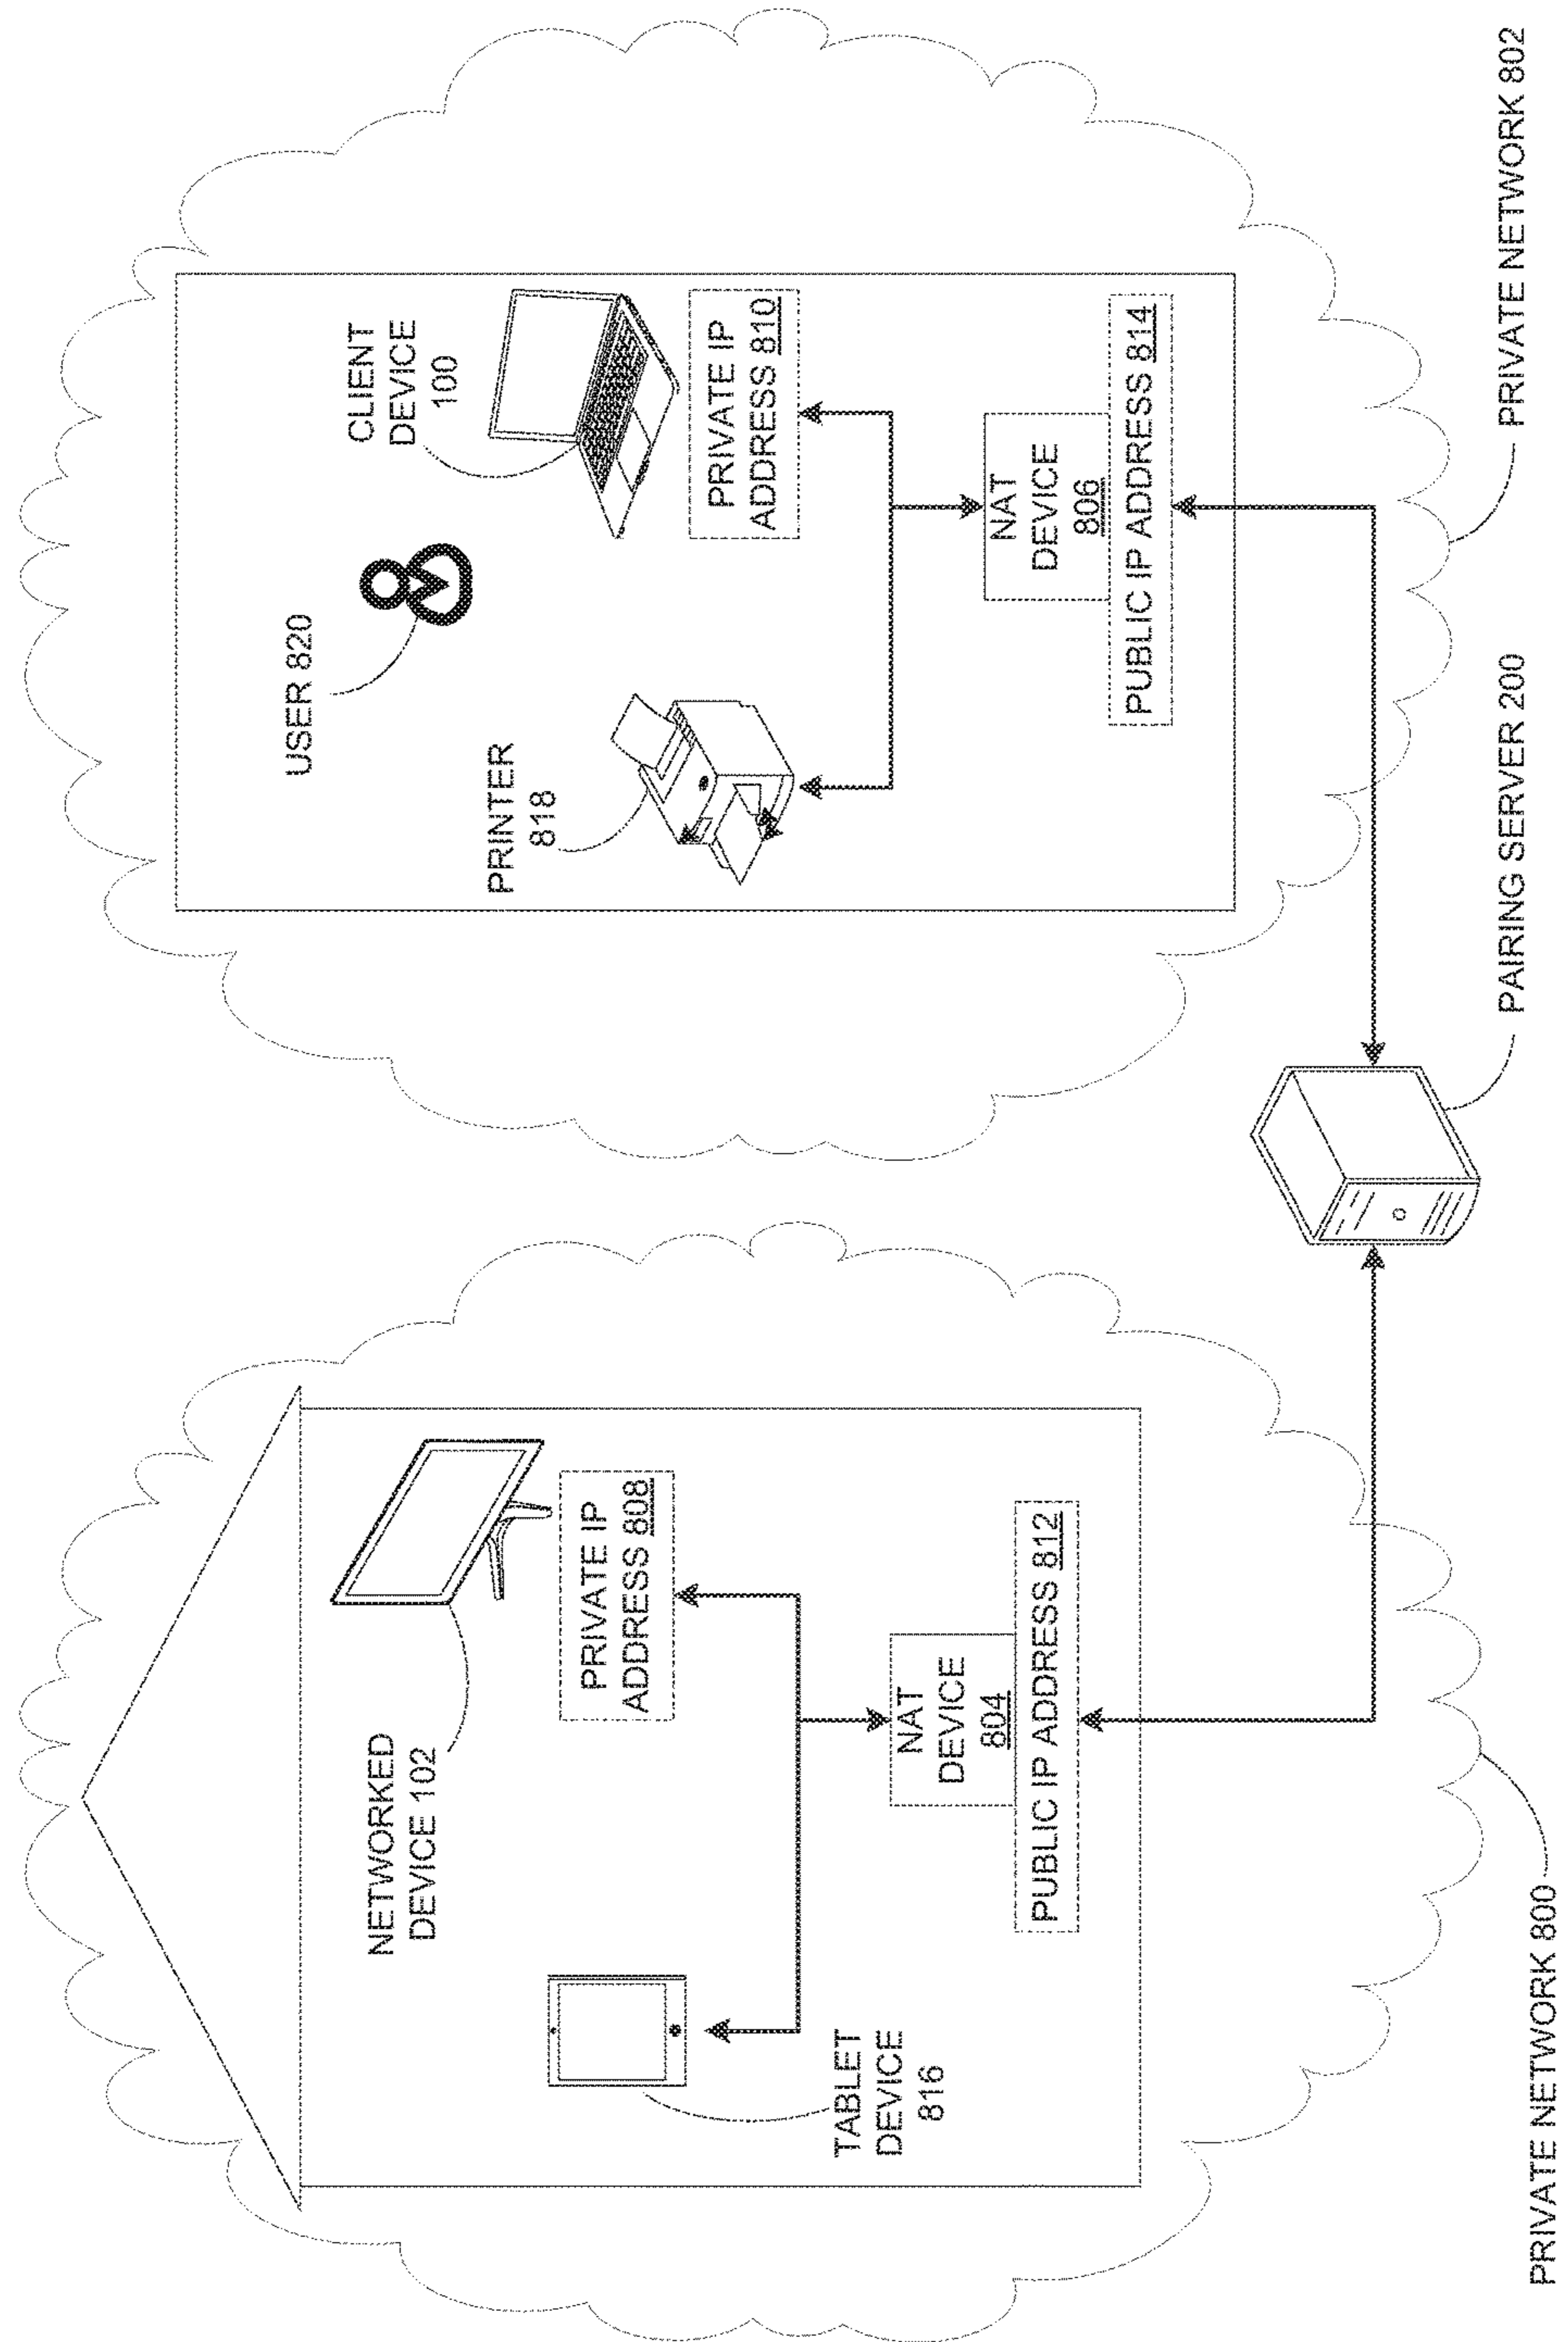 NETWORKED
DEVICE 102
TABLET
DEVICE
816
PRIVATE IP
ADDRESS 808
NAT
DEVICE
804
PUBLIC IP ADDRESS 812
PRIVATE NETWORK 800
USER 820
CLIENT
DEVICE
100
PRINTER
818
PRIVATE IP
ADDRESS 810
NAT
DEVICE
806
PUBLIC IP ADDRESS 814
PAIRING SERVER 200
PRIVATE NETWORK 802